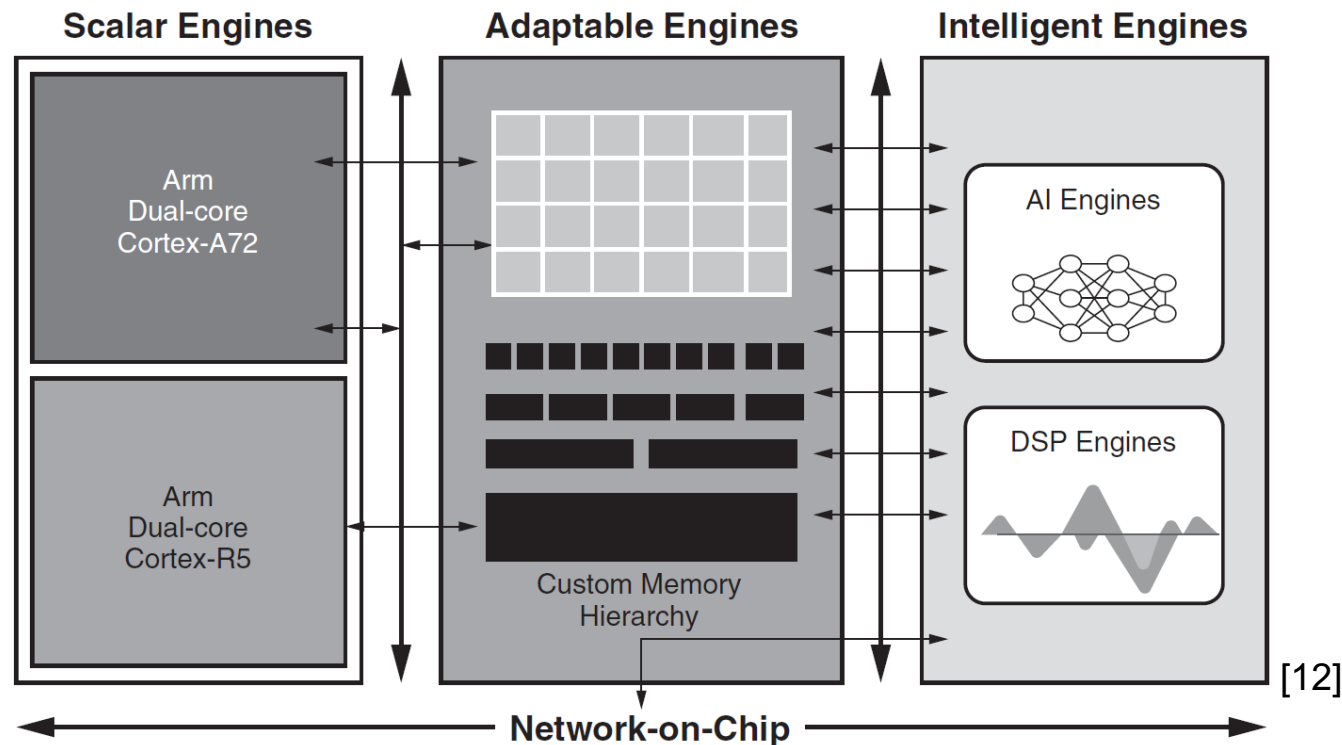 Scalar Engines
Adaptable Engines
Intelligent Engines
Arm
Dual-core
Cortex-A72
Arm
Dual-core
Cortex-R5
Custom Memory
Hierarchy
AI Engines
DSP Engines
[12]
Network-on-Chip